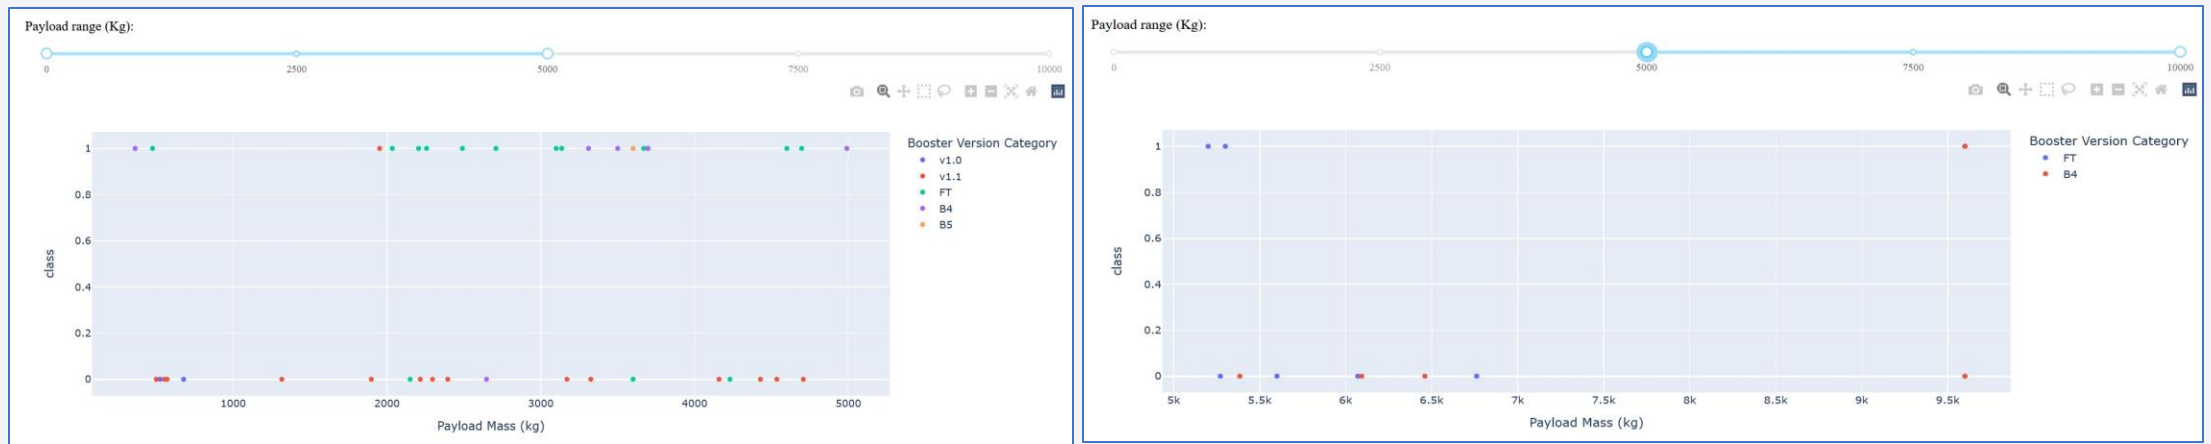 Payload range (Kg):
0 2500 5000 7500 10000
Booster Version Category
v1.0
v1.1
FT
B4
B5
1
0.8
0.6
0.4
0.2
0
class
1000 2000 3000 4000 5000
Payload Mass (kg)
Payload range (Kg):
0 2500 5000 7500 10000
Booster Version Category
FT
B4
1
0.8
0.6
0.4
0.2
0
class
5k 5.5k 6k 6.5k 7k 7.5k 8k 8.5k 9k 9.5k
Payload Mass (kg)